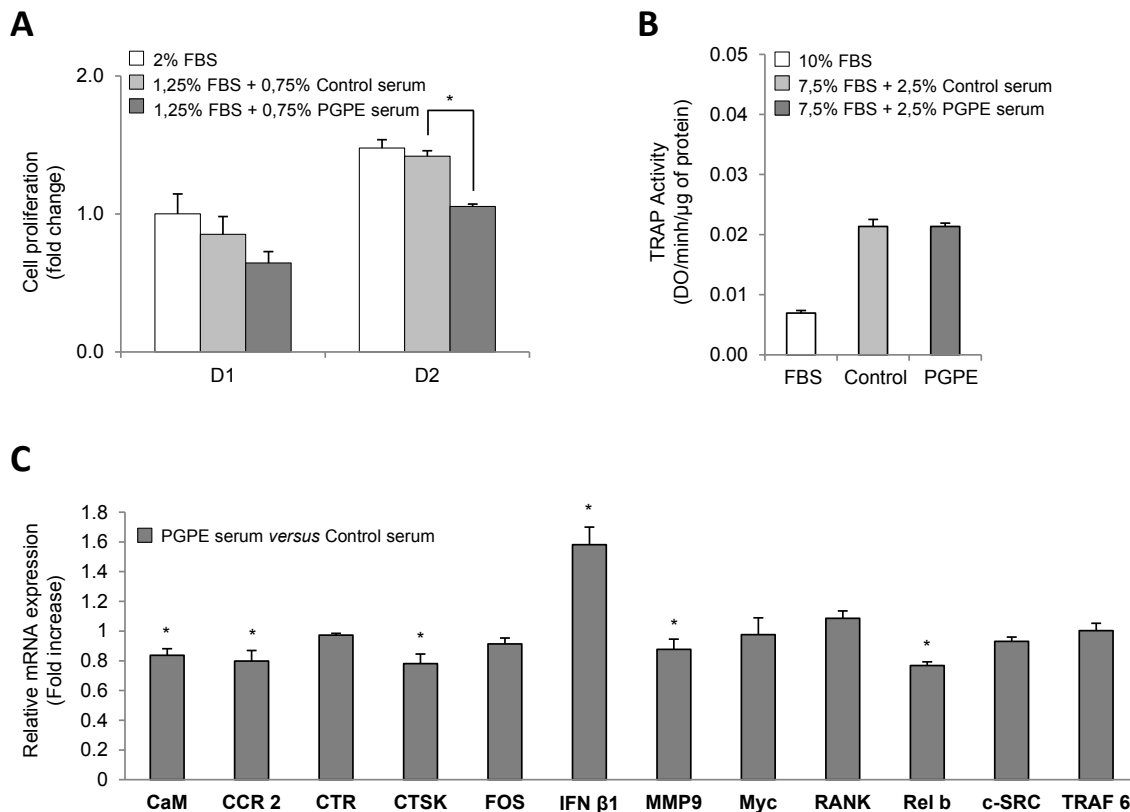 A
2% FBS
1,25% FBS + 0,75% Control serum
1,25% FBS + 0,75% PGPE serum
*
Cell proliferation
(fold change)
2.0
1.0
0.0
D1
D2
B
10% FBS
7,5% FBS + 2,5% Control serum
7,5% FBS + 2,5% PGPE serum
TRAP Activity
(DO/minh/µg of protein)
0.05
0.04
0.03
0.02
0.01
0.00
FBS
Control
PGPE
C
PGPE serum versus Control serum
Relative mRNA expression
(Fold increase)
1.8
1.6
1.4
1.2
1
0.8
0.6
0.4
0.2
0
*
*
*
*
*
*
CaM
CCR 2
CTR
CTSK
FOS
IFN β1
MMP9
Myc
RANK
Rel b
c-SRC
TRAF 6